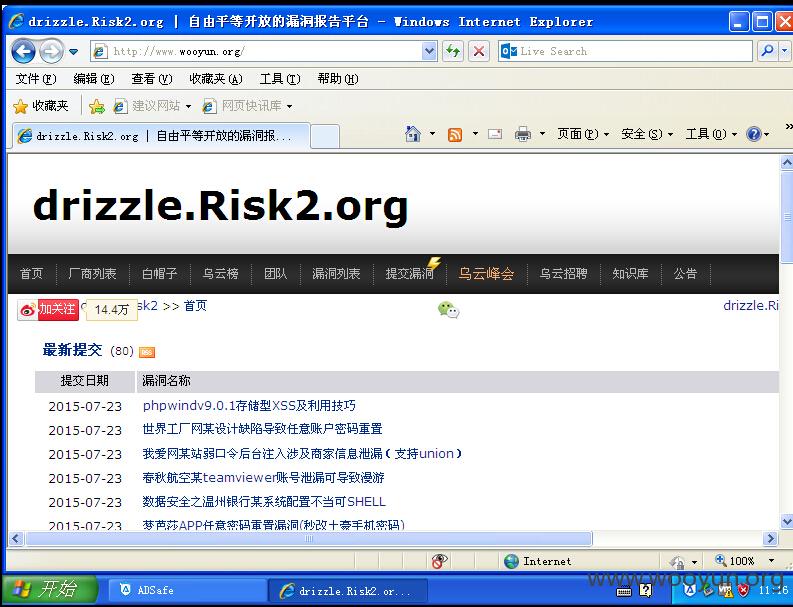 drizzle.Risk2.org | 自由平等开放的漏洞报告平台 - Windows Internet Explorer
http://www.wooyun.org/
Live Search
文件(F) 编辑(E) 查看(V) 收藏夹(A) 工具(T) 帮助(H)
收藏夹 建议网站 网页快讯库
drizzle.Risk2.org | 自由平等开放的漏洞报... 页面(P) 安全(S) 工具(O) »
drizzle.Risk2.org
首页 厂商列表 白帽子 乌云榜 团队 漏洞列表 提交漏洞 乌云峰会 乌云招聘 知识库 公告
加关注 14.4万 isk2 >> 首页 drizzle.Ri
最新提交 (80) RSS
提交日期 漏洞名称
2015-07-23 phpwindv9.0.1存储型XSS及利用技巧
2015-07-23 世界工厂网某设计缺陷导致任意账户密码重置
2015-07-23 我爱网某站弱口令后台注入涉及商家信息泄漏（支持union）
2015-07-23 春秋航空某teamviewer账号泄漏可导致漫游
2015-07-23 数据安全之温州银行某系统配置不当可SHELL
2015-07-23 梦芭莎APP任意密码重置漏洞(秒改土豪手机密码)
Internet 100%
www.wooyun.org
开始 ADSafe drizzle.Risk2.or... 11:16